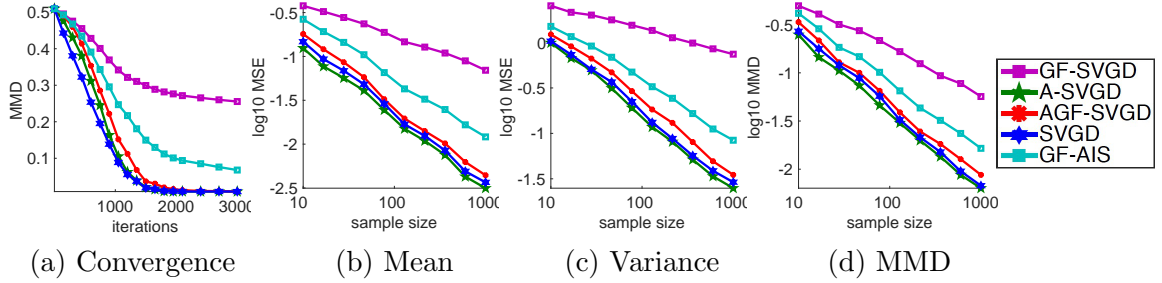 MMD
0.5
0.4
0.3
0.2
0.1
1000
2000
3000
iterations
(a) Convergence
log10 MSE
-0.5
-1
-1.5
-2
-2.5
10
100
1000
sample size
(b) Mean
log10 MSE
0
-0.5
-1
-1.5
10
100
1000
sample size
(c) Variance
log10 MMD
-0.5
-1
-1.5
-2
10
100
1000
sample size
(d) MMD
GF-SVGD
A-SVGD
AGF-SVGD
SVGD
GF-AIS